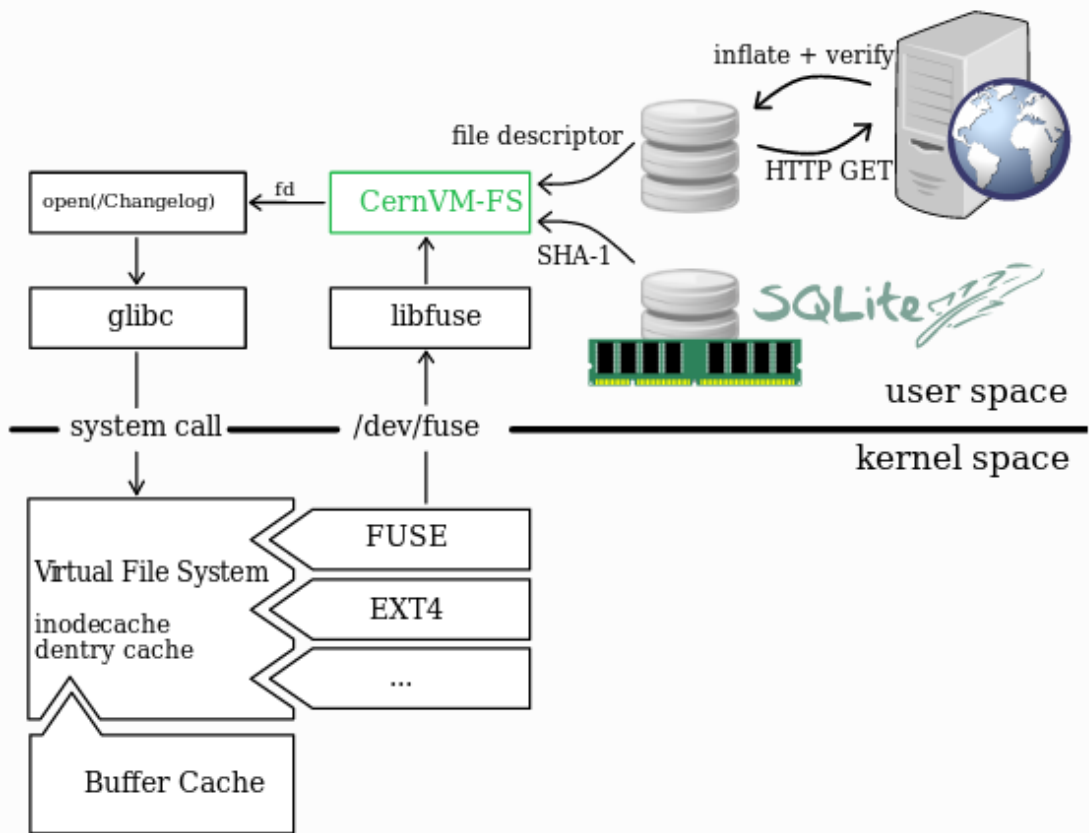 inflate + verify
file descriptor
HTTP GET
open(/Changelog)
fd
CernVM-FS
SHA-1
glibc
libfuse
SQLite
user space
system call
/dev/fuse
kernel space
FUSE
Virtual File System
EXT4
inodecache
dentry cache
...
Buffer Cache